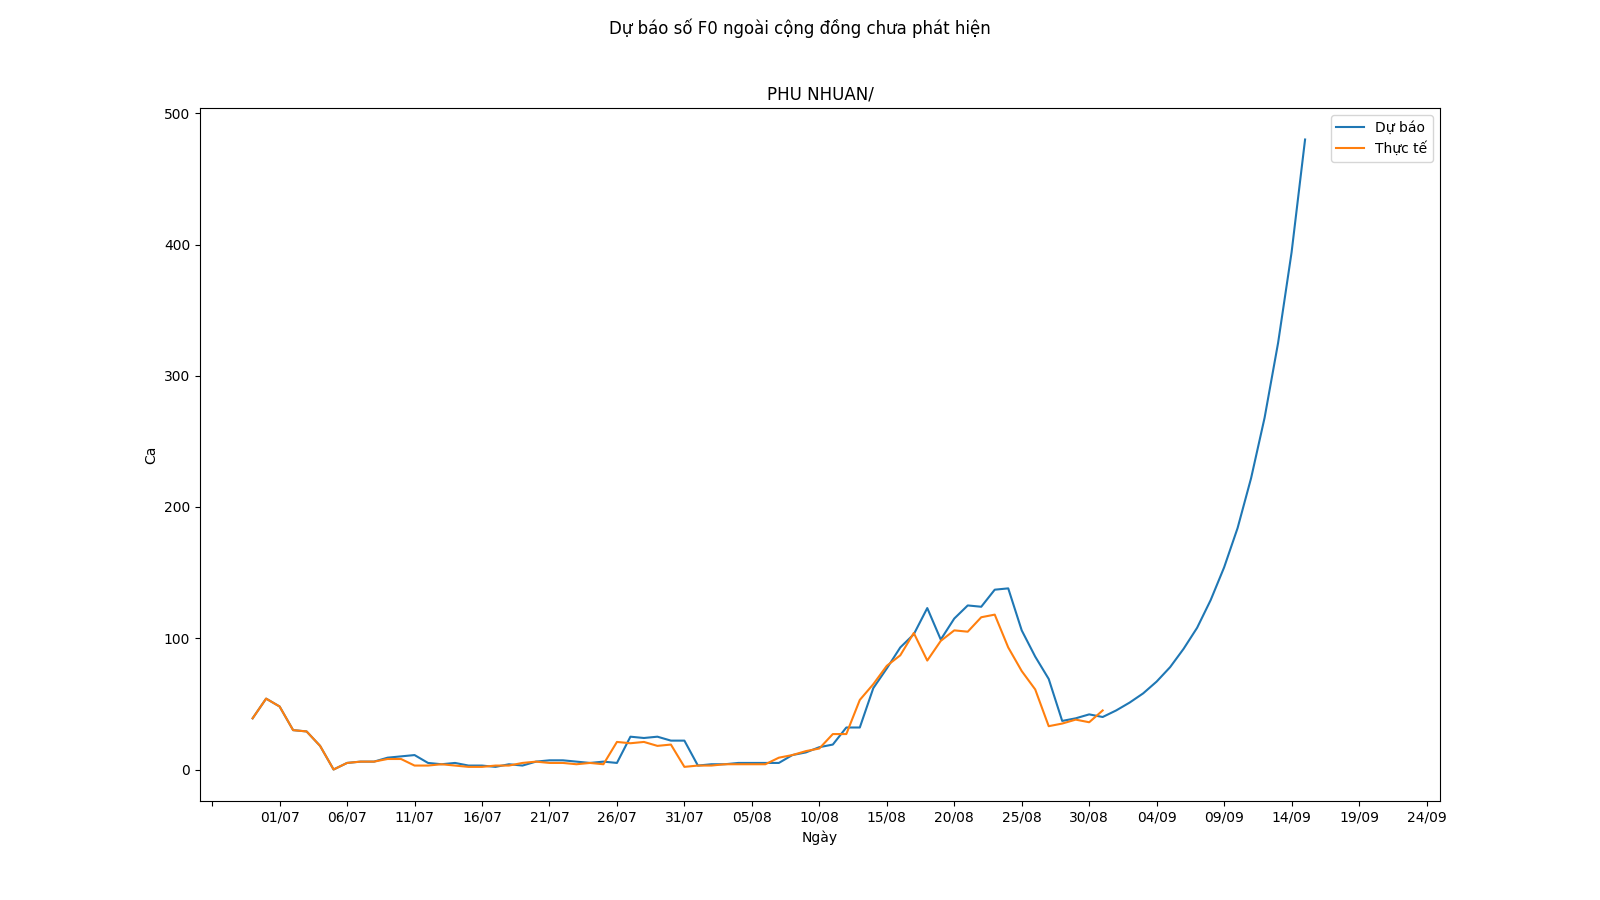 Dự báo số F0 ngoài cộng đồng chưa phát hiện
PHU NHUAN/
Dự báo
Thực tế
500
400
300
200
100
0
Ca
01/07 06/07 11/07 16/07 21/07 26/07 31/07 05/08 10/08 15/08 20/08 25/08 30/08 04/09 09/09 14/09 19/09 24/09
Ngày